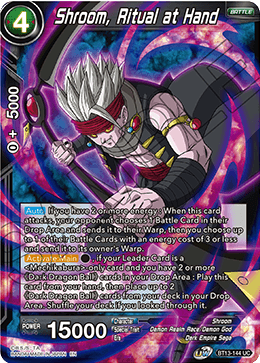 4
Shroom, Ritual at Hand
BATTLE
0 + 5000
Auto If you have 2 or more energy: When this card
attacks, your opponent chooses 1 Battle Card in their
Drop Area and sends it to their Warp, then you choose up
to 1 of their Battle Cards with an energy cost of 3 or less
and send it to its owner's Warp.
Activate Main , if your Leader Card is a
<Mechikabura>-only card and you have 2 or more
(Dark Dragon Ball) cards in your Drop Area : Play this
card from your hand, then place up to 2
(Dark Dragon Ball) cards from your deck in your Drop
Area. Shuffle your deck if you looked through it.
POWER 15000
Shroom
Special Trait Demon Realm Race Demon God
Era Dark Empire Saga
BT13-144 UC